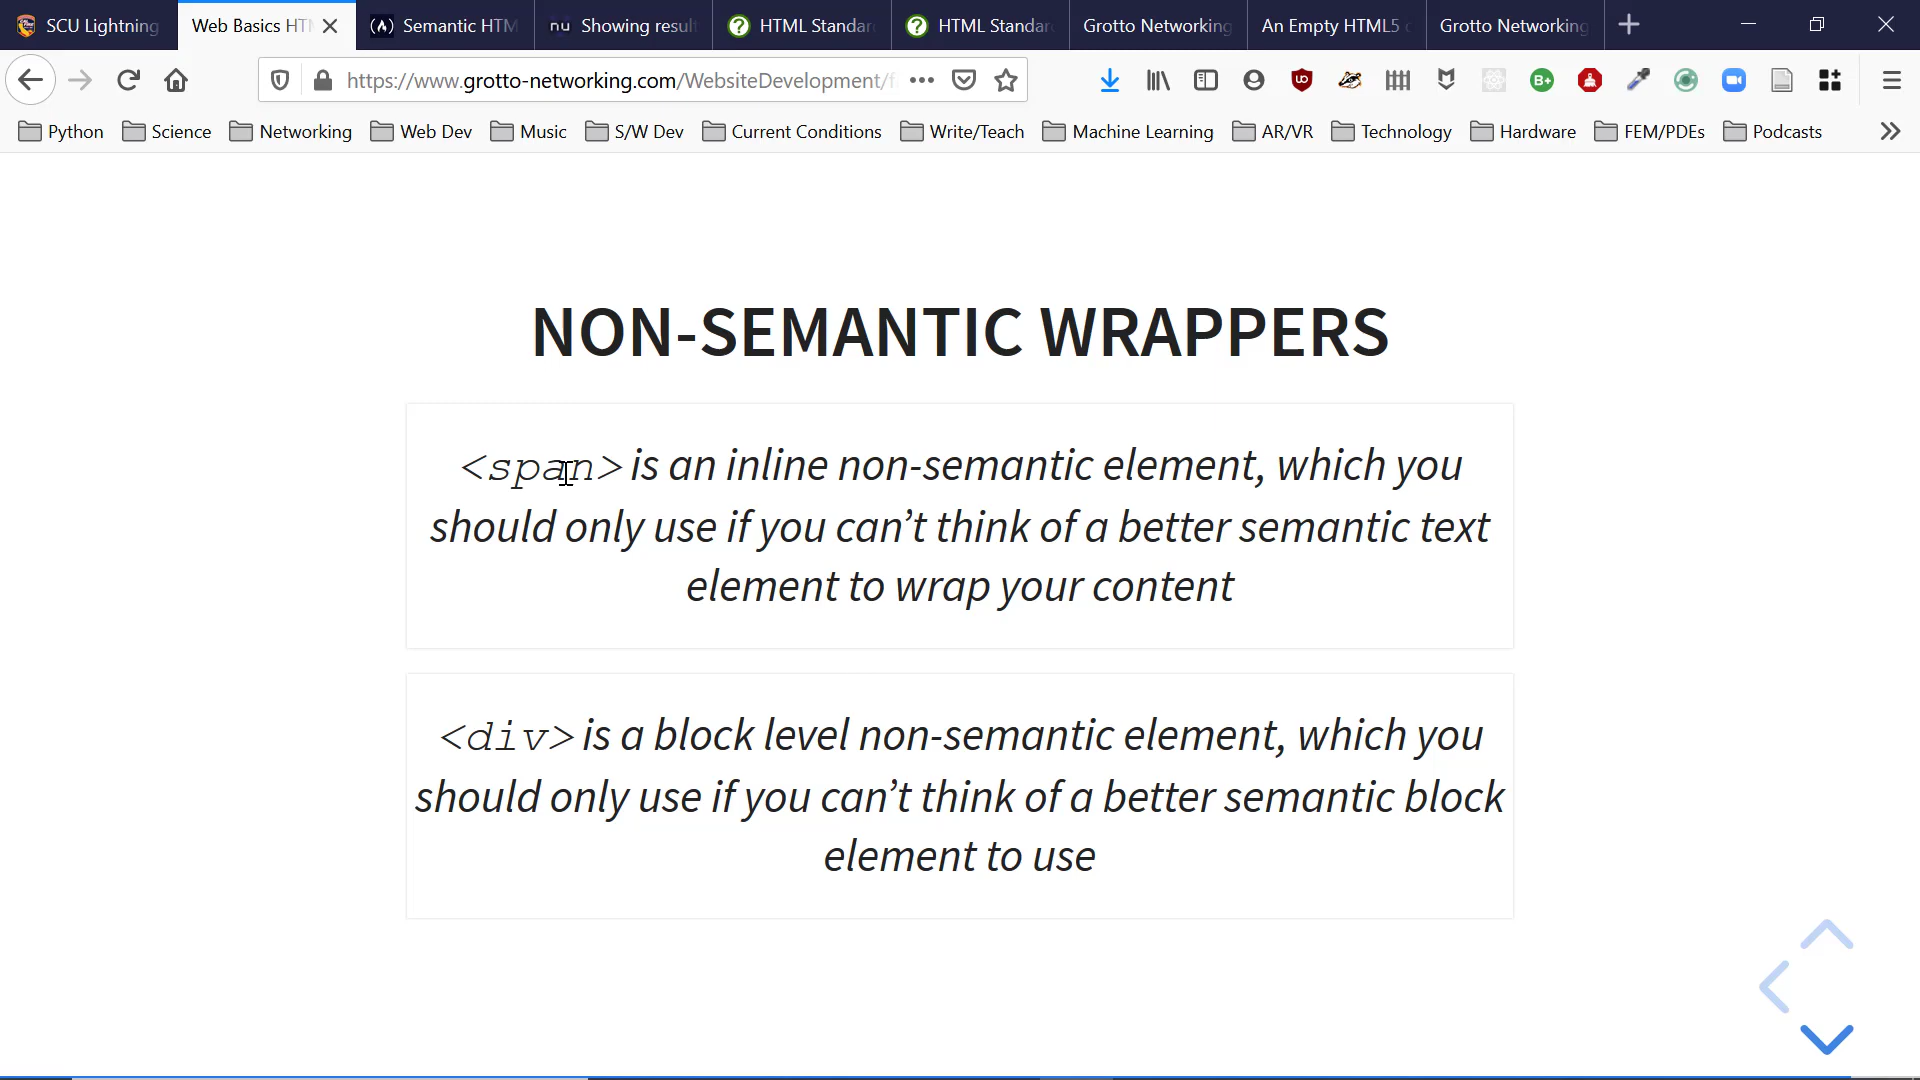 SCU Lightning
Web Basics HT
Semantic HTM
nu Showing result
HTML Standar
HTML Standar
Grotto Networking
An Empty HTML5
Grotto Networking
https://www.grotto-networking.com/WebsiteDevelopment/f
Python Science Networking Web Dev Music S/W Dev Current Conditions Write/Teach Machine Learning AR/VR Technology Hardware FEM/PDEs Podcasts
NON-SEMANTIC WRAPPERS
<span> is an inline non-semantic element, which you
should only use if you can’t think of a better semantic text
element to wrap your content
<div> is a block level non-semantic element, which you
should only use if you can’t think of a better semantic block
element to use